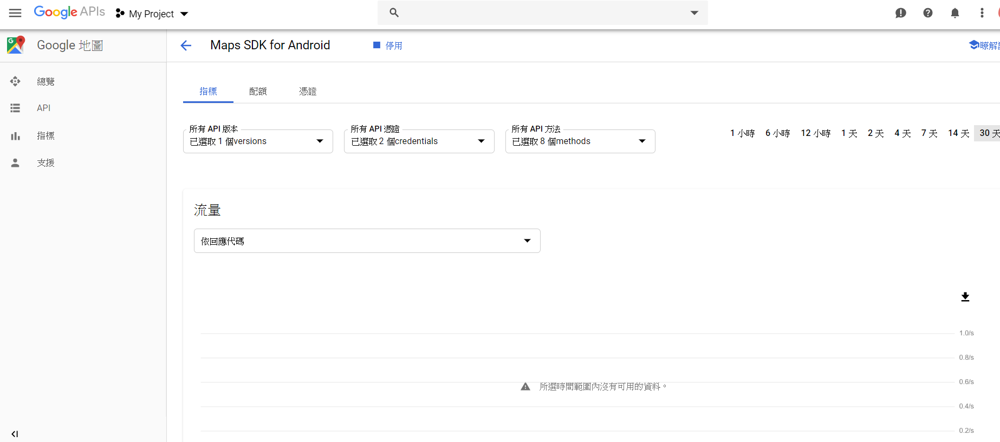 Google APIs My Project
Google 地圖
Maps SDK for Android
停用
瞭解
總覽
API
指標
支援
指標 配額 憑證
所有 API 版本
已選取 1 個versions
所有 API 憑證
已選取 2 個credentials
所有 API 方法
已選取 8 個methods
1 小時 6 小時 12 小時 1 天 2 天 4 天 7 天 14 天 30 天
流量
依回應代碼
1.0/s
0.8/s
0.6/s
所選時間範圍內沒有可用的資料。
0.4/s
0.2/s